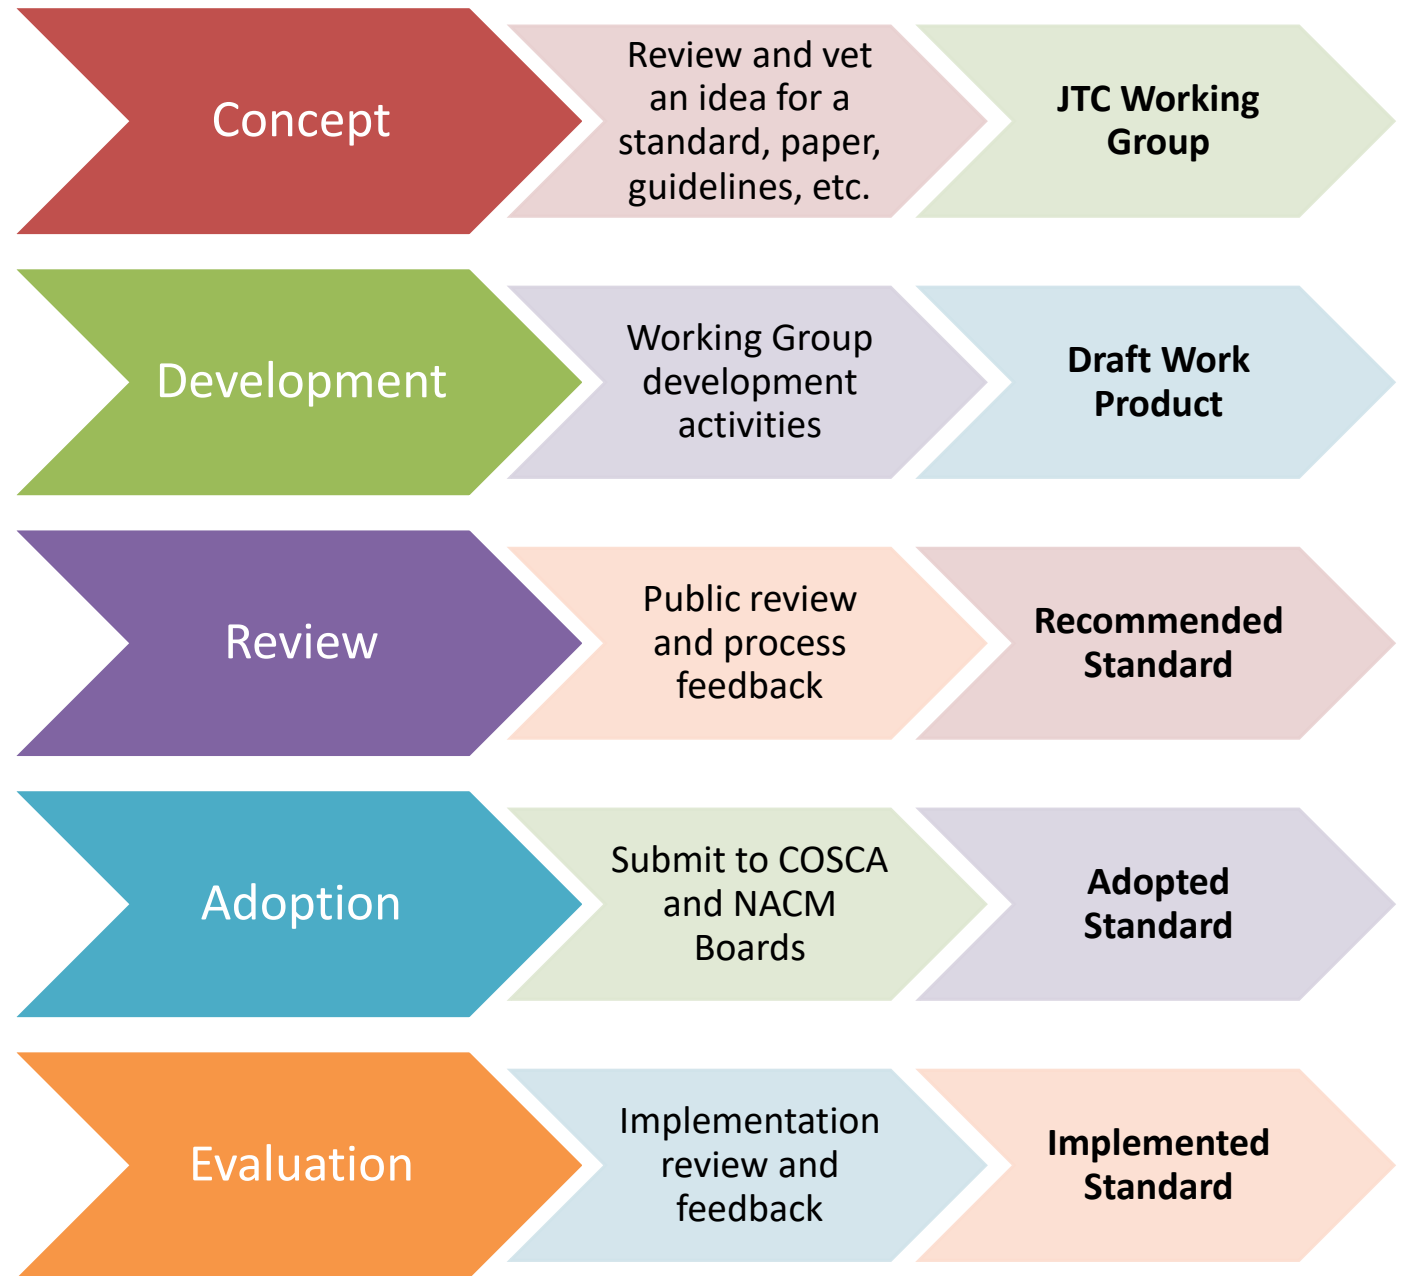 Concept
Review and vet
an idea for a
standard, paper,
guidelines, etc.
JTC Working
Group
Development
Working Group
development
activities
Draft Work
Product
Review
Public review
and process
feedback
Recommended
Standard
Adoption
Submit to COSCA
and NACM
Boards
Adopted
Standard
Evaluation
Implementation
review and
feedback
Implemented
Standard